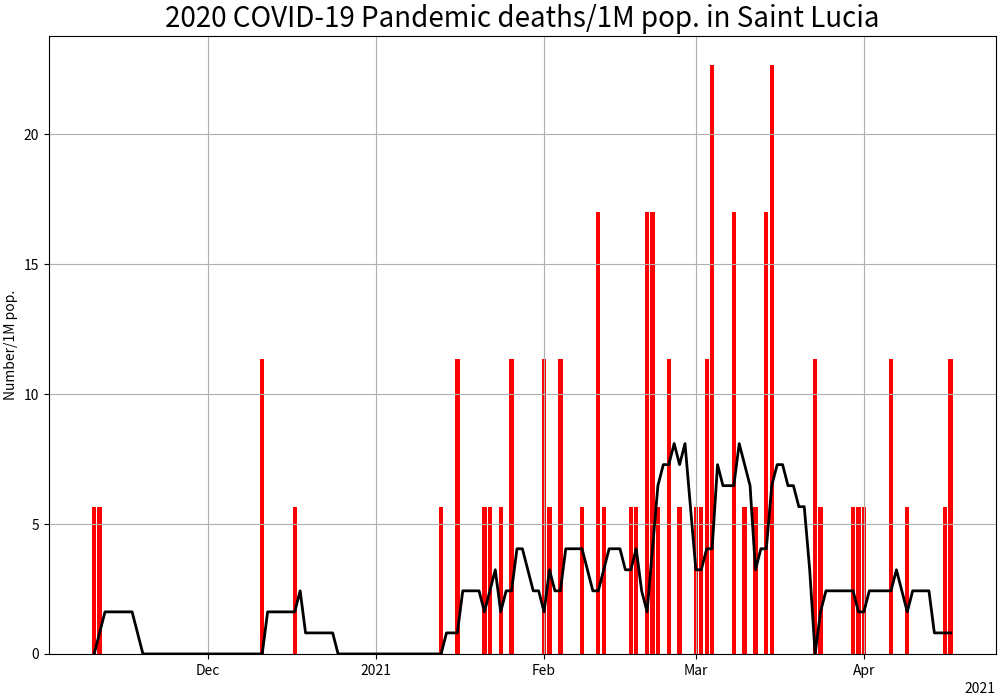 2020 COVID-19 Pandemic deaths/1M pop. in Saint Lucia
Number/1M pop.
20
15
10
5
0
Dec
2021
Feb
Mar
Apr
2021